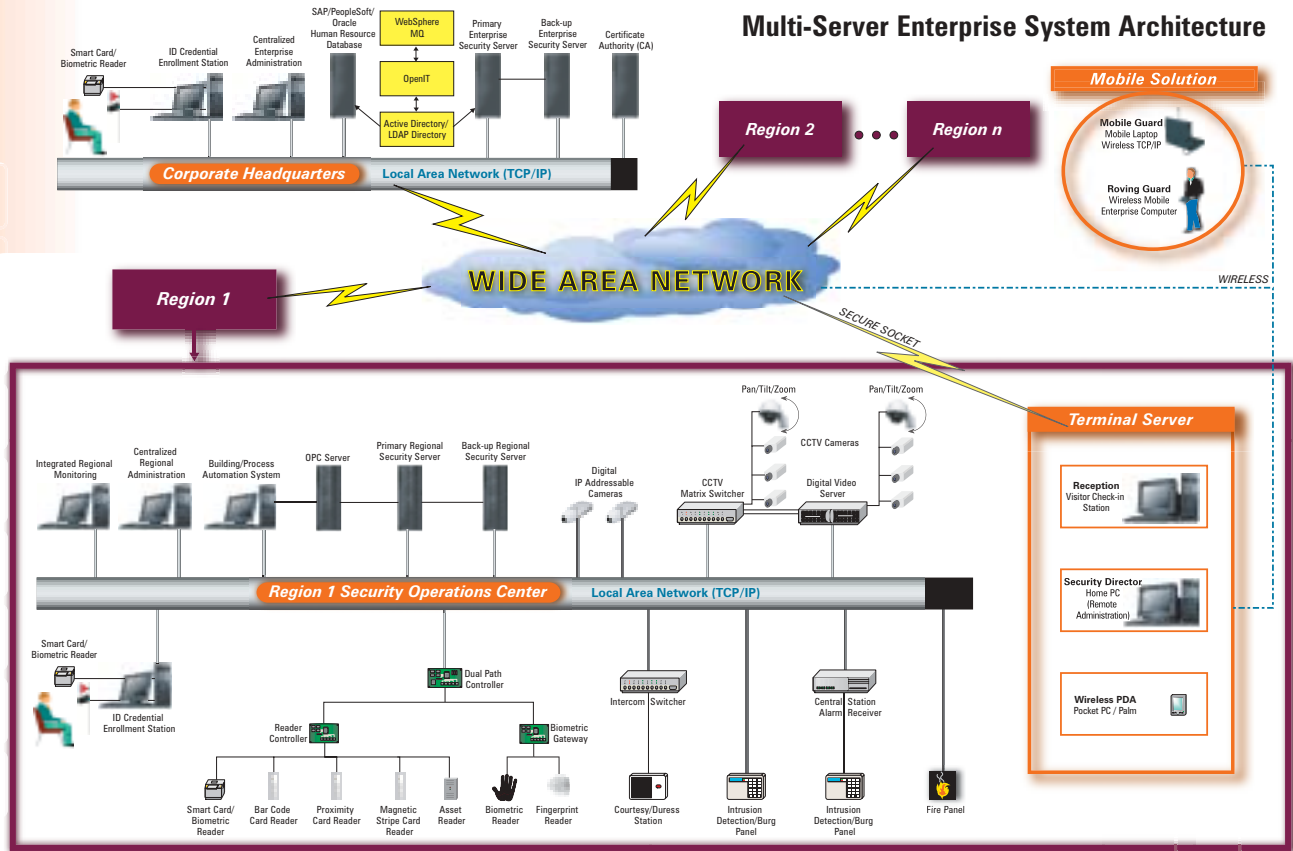 Multi-Server Enterprise System Architecture
SAP/PeopleSoft/
Oracle
Human Resource
Database
WebSphere
MQ
OpenIT
Active Directory/
LDAP Directory
Primary
Enterprise
Security Server
Back-up
Enterprise
Security Server
Certificate
Authority (CA)
Smart Card/
Biometric Reader
ID Credential
Enrollment Station
Centralized
Enterprise
Administration
Corporate Headquarters
Local Area Network (TCP/IP)
Region 2
Region n
Mobile Solution
Mobile Guard
Mobile Laptop
Wireless TCP/IP
Roving Guard
Wireless Mobile
Enterprise Computer
Region 1
WIDE AREA NETWORK
WIRELESS
SECURE SOCKET
Integrated Regional
Monitoring
Centralized
Regional
Administration
Building/Process
Automation System
OPC Server
Primary Regional
Security Server
Back-up Regional
Security Server
Digital
IP Addressable
Cameras
Pan/Tilt/Zoom
Pan/Tilt/Zoom
CCTV Cameras
CCTV
Matrix Switcher
Digital Video
Server
Terminal Server
Reception
Visitor Check-in
Station
Security Director
Home PC
(Remote
Administration)
Wireless PDA
Pocket PC / Palm
Region 1 Security Operations Center
Local Area Network (TCP/IP)
Smart Card/
Biometric Reader
ID Credential
Enrollment Station
Dual Path
Controller
Reader
Controller
Biometric
Gateway
Intercom Switcher
Central Station
Alarm Receiver
Smart Card/
Biometric
Reader
Bar Code
Card Reader
Proximity
Card Reader
Magnetic
Stripe Card
Reader
Asset
Reader
Biometric
Reader
Fingerprint
Reader
Courtesy/Duress
Station
Intrusion
Detection/Burg
Panel
Intrusion
Detection/Burg
Panel
Fire Panel